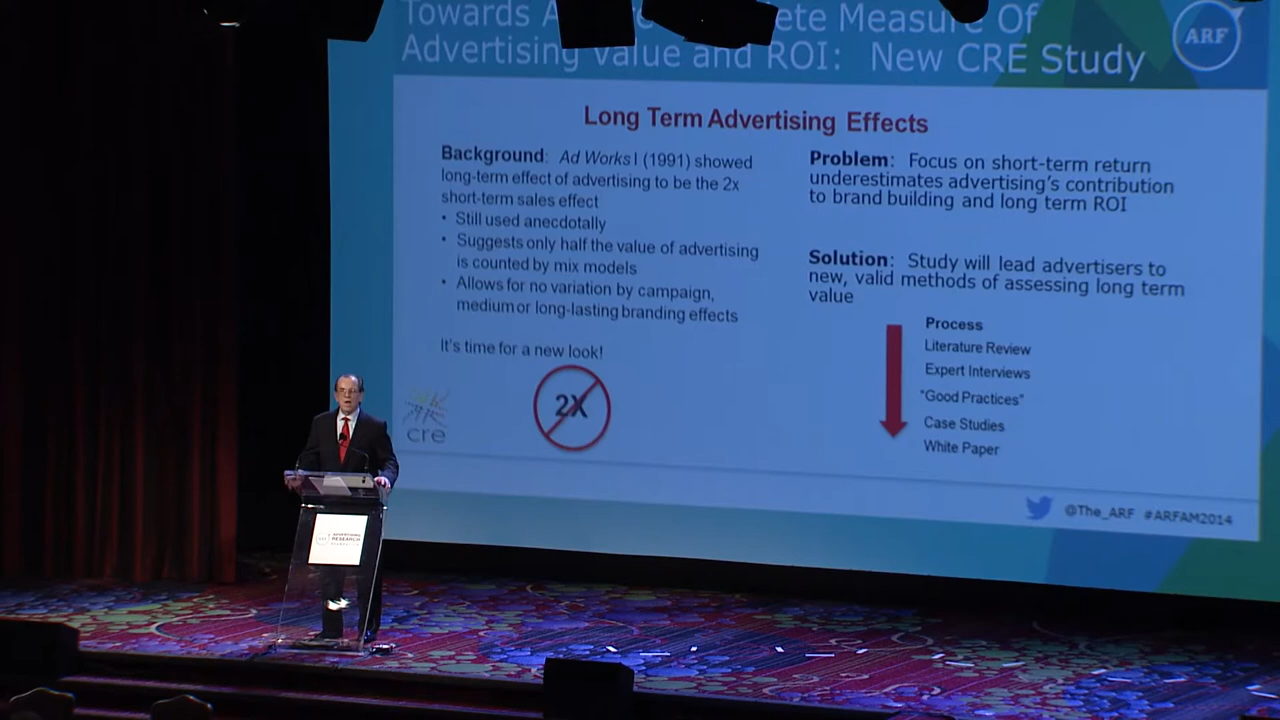 Towards A
ete Measure Of
Advertising Value and ROI: New CRE Study
ARF
Long Term Advertising Effects
Background: Ad Works I (1991) showed
long-term effect of advertising to be the 2x
short-term sales effect
• Still used anecdotally
• Suggests only half the value of advertising
is counted by mix models
• Allows for no variation by campaign,
medium or long-lasting branding effects
It's time for a new look!
2X
cre
Problem: Focus on short-term return
underestimates advertising's contribution
to brand building and long term ROI
Solution: Study will lead advertisers to
new, valid methods of assessing long term
value
Process
Literature Review
Expert Interviews
"Good Practices"
Case Studies
White Paper
@The_ARF #ARFAM2014
ADVERTISING
RESEARCH